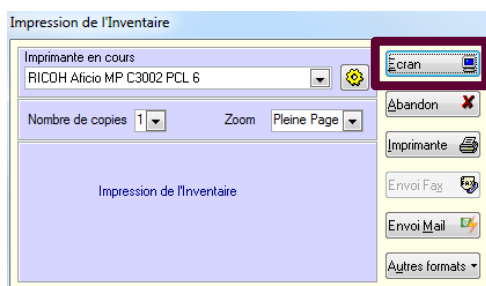 Impression de l'Inventaire
Imprimante en cours
RICOH Aficio MP C3002 PCL 6
Nombre de copies 1 Zoom Pleine Page
Impression de l'Inventaire
Ecran
Abandon
Imprimante
Envoi Fax
Envoi Mail
Autres formats